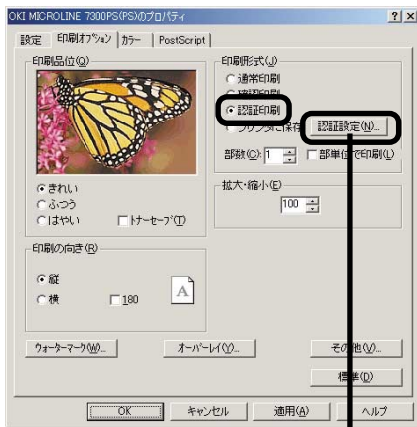 OKI MICROLINE 7300PS(PS)のプロパティ
設定 印刷オプション カラー PostScript
印刷品位(Q)
きれい
ふつう
はやい トナーセーブ(T)
印刷の向き(R)
縦
横 180
A
印刷形式(J)
通常印刷
認証印刷
認証設定(N)...
部数(C): 1 部単位で印刷(L)
拡大・縮小(E)
100
ウォーターマーク(W)... オーバーレイ(Y)... その他(V)...
標準(D)
OK キャンセル 適用(A) ヘルプ